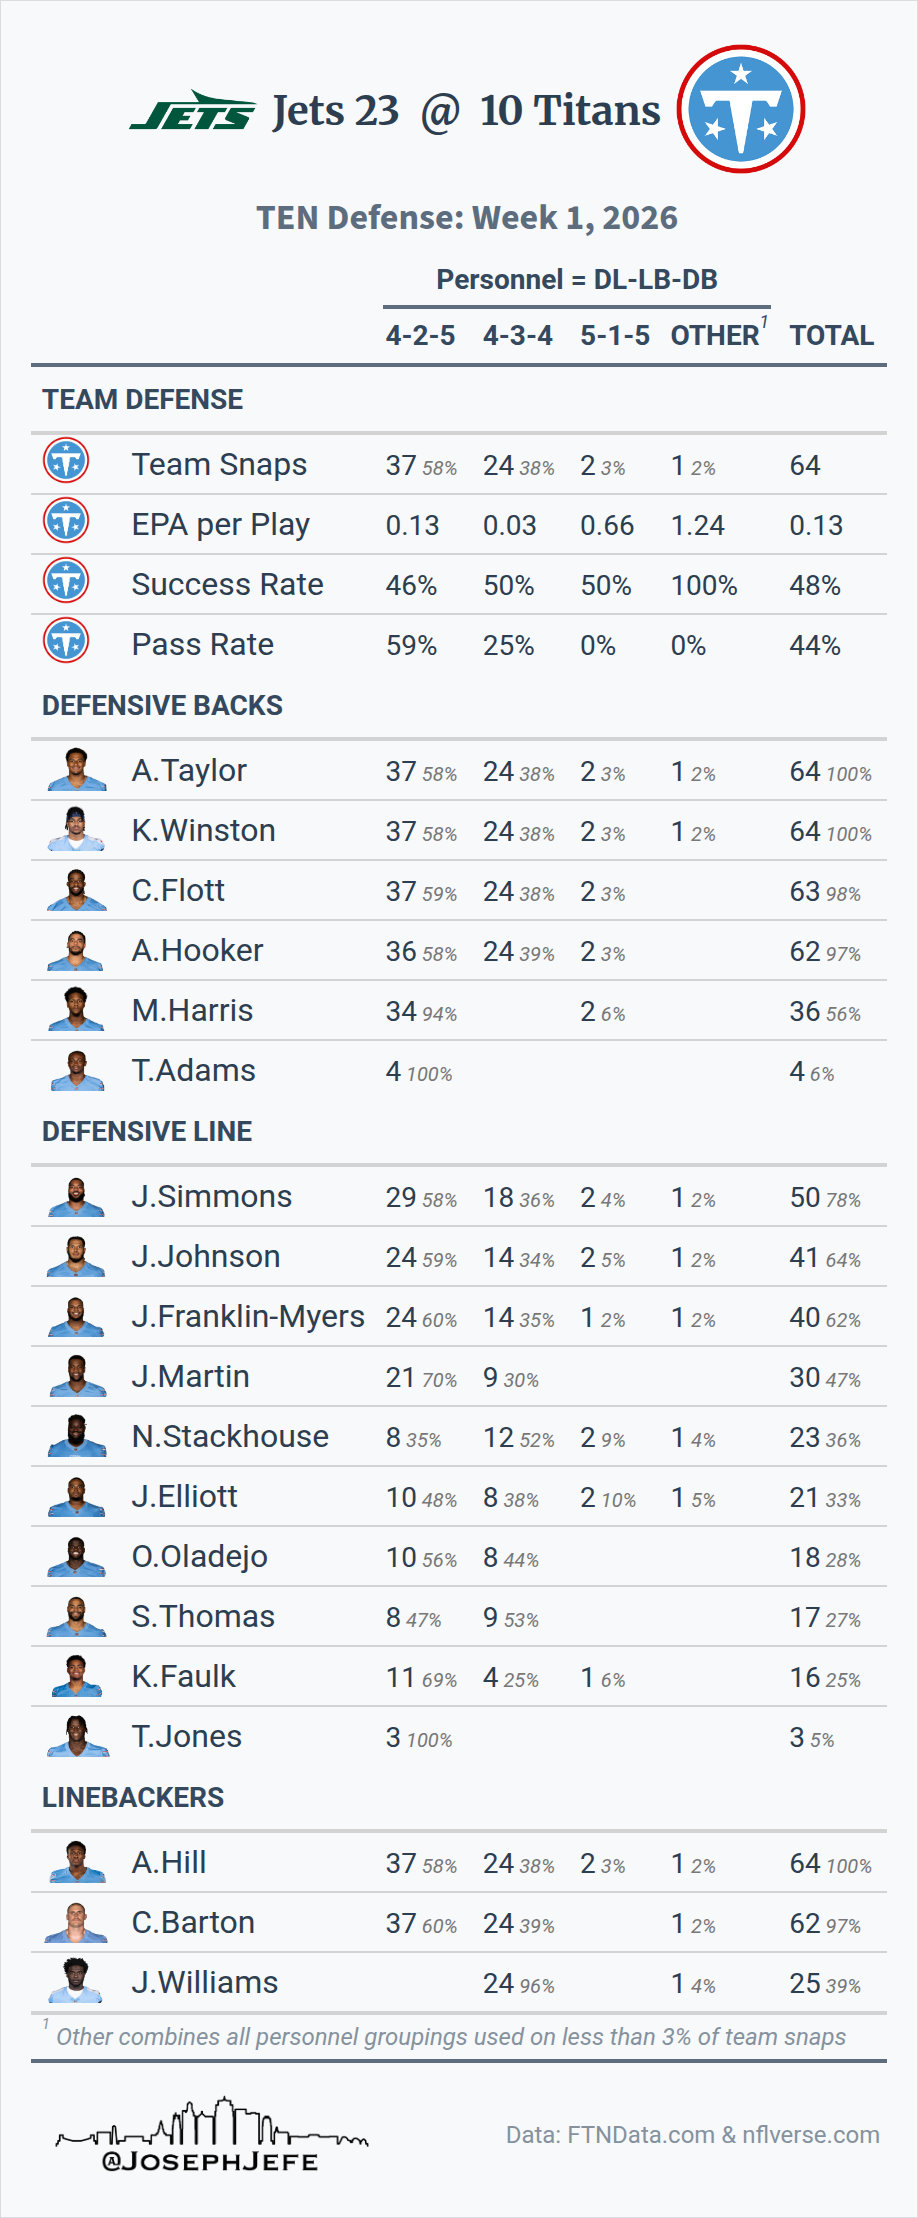 JETS Jets 23 @ 10 Titans T
TEN Defense: Week 1, 2026
Personnel = DL-LB-DB
4-2-5 4-3-4 5-1-5 OTHER1 TOTAL
TEAM DEFENSE
Team Snaps 37 58% 24 38% 2 3% 1 2% 64
EPA per Play 0.13 0.03 0.66 1.24 0.13
Success Rate 46% 50% 50% 100% 48%
Pass Rate 59% 25% 0% 0% 44%
DEFENSIVE BACKS
A.Taylor 37 58% 24 38% 2 3% 1 2% 64 100%
K.Winston 37 58% 24 38% 2 3% 1 2% 64 100%
C.Flott 37 59% 24 38% 2 3% 63 98%
A.Hooker 36 58% 24 39% 2 3% 62 97%
M.Harris 34 94% 2 6% 36 56%
T.Adams 4 100% 4 6%
DEFENSIVE LINE
J.Simmons 29 58% 18 36% 2 4% 1 2% 50 78%
J.Johnson 24 59% 14 34% 2 5% 1 2% 41 64%
J.Franklin-Myers 24 60% 14 35% 1 2% 1 2% 40 62%
J.Martin 21 70% 9 30% 30 47%
N.Stackhouse 8 35% 12 52% 2 9% 1 4% 23 36%
J.Elliott 10 48% 8 38% 2 10% 1 5% 21 33%
O.Oladejo 10 56% 8 44% 18 28%
S.Thomas 8 47% 9 53% 17 27%
K.Faulk 11 69% 4 25% 1 6% 16 25%
T.Jones 3 100% 3 5%
LINEBACKERS
A.Hill 37 58% 24 38% 2 3% 1 2% 64 100%
C.Barton 37 60% 24 39% 1 2% 62 97%
J.Williams 24 96% 1 4% 25 39%
1 Other combines all personnel groupings used on less than 3% of team snaps
@JosephJefe
Data: FTNData.com & nflverse.com